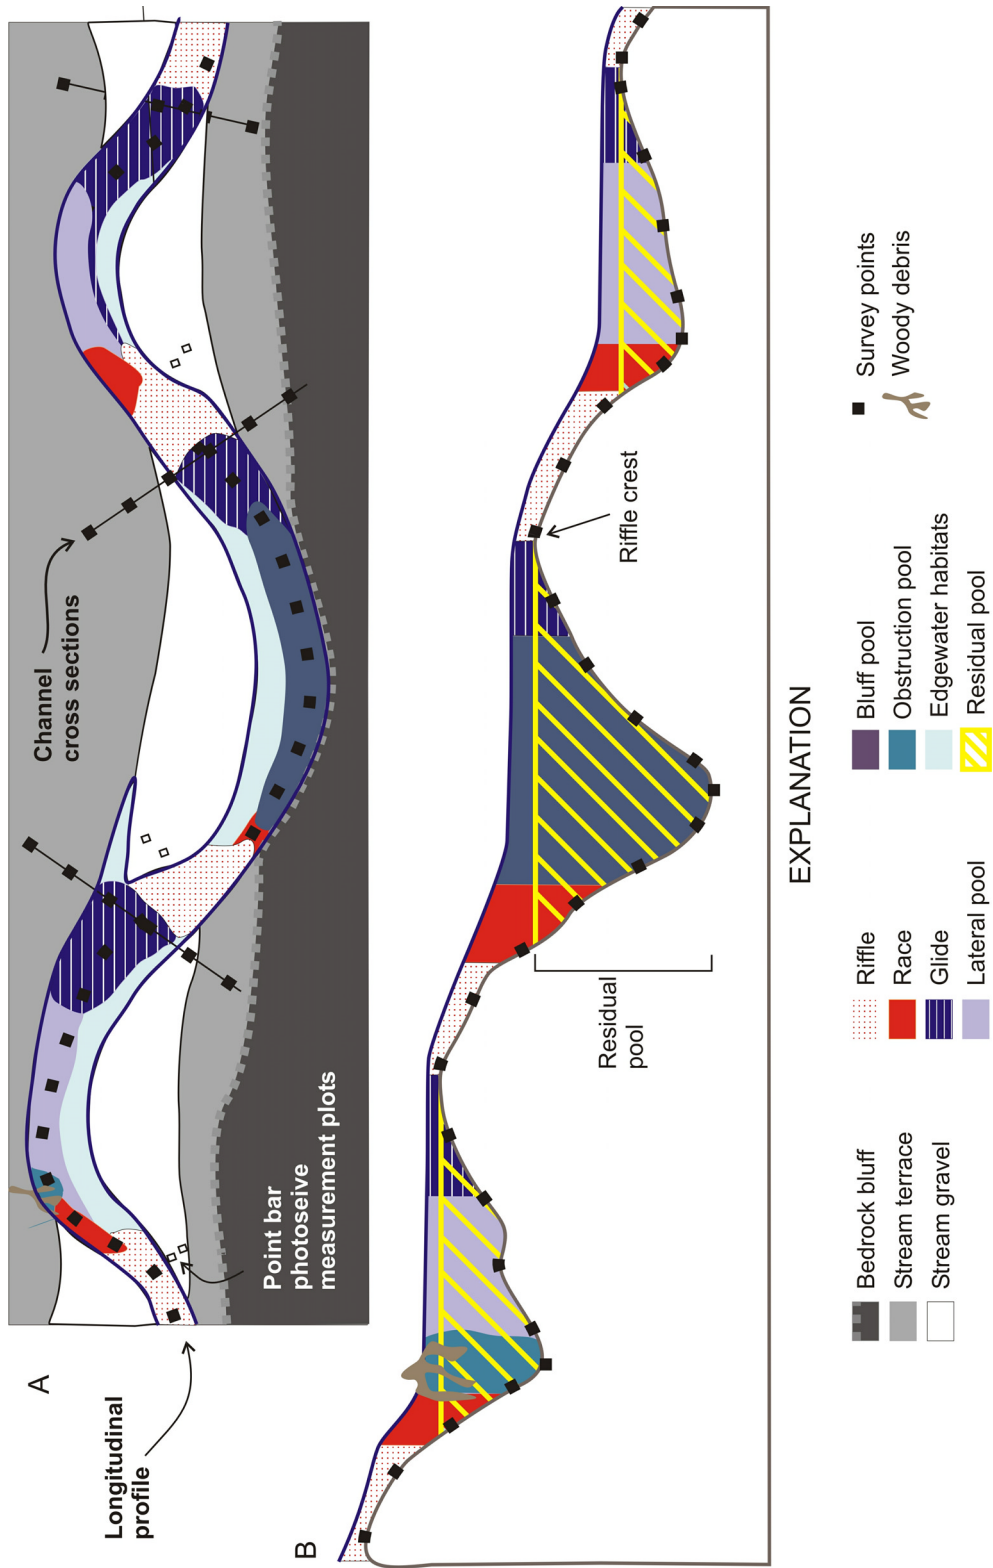 A
Longitudinal
profile
Channel
cross sections
Point bar
photoseive
measurement plots
B
Residual
pool
Riffle crest
EXPLANATION
Bedrock bluff
Stream terrace
Stream gravel
Riffle
Race
Glide
Lateral pool
Bluff pool
Obstruction pool
Edgewater habitats
Residual pool
Survey points
Woody debris